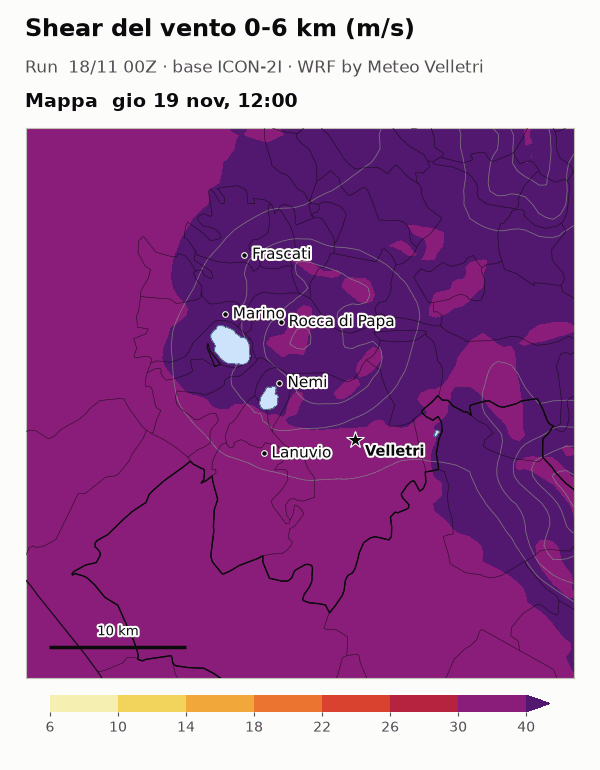 Shear del vento 0-6 km (m/s)
Run  18/11 00Z · base ICON-2I · WRF by Meteo Velletri
Mappa  gio 19 nov, 12:00
Frascati
Marino
Rocca di Papa
Nemi
Velletri
Lanuvio
10 km
6 10 14 18 22 26 30 40